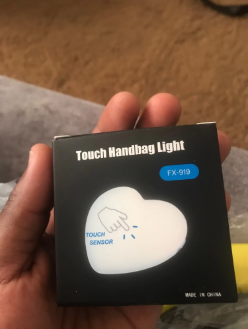 Touch Handbag Light
FX-919
TOUCH
SENSOR
MADE IN CHINA